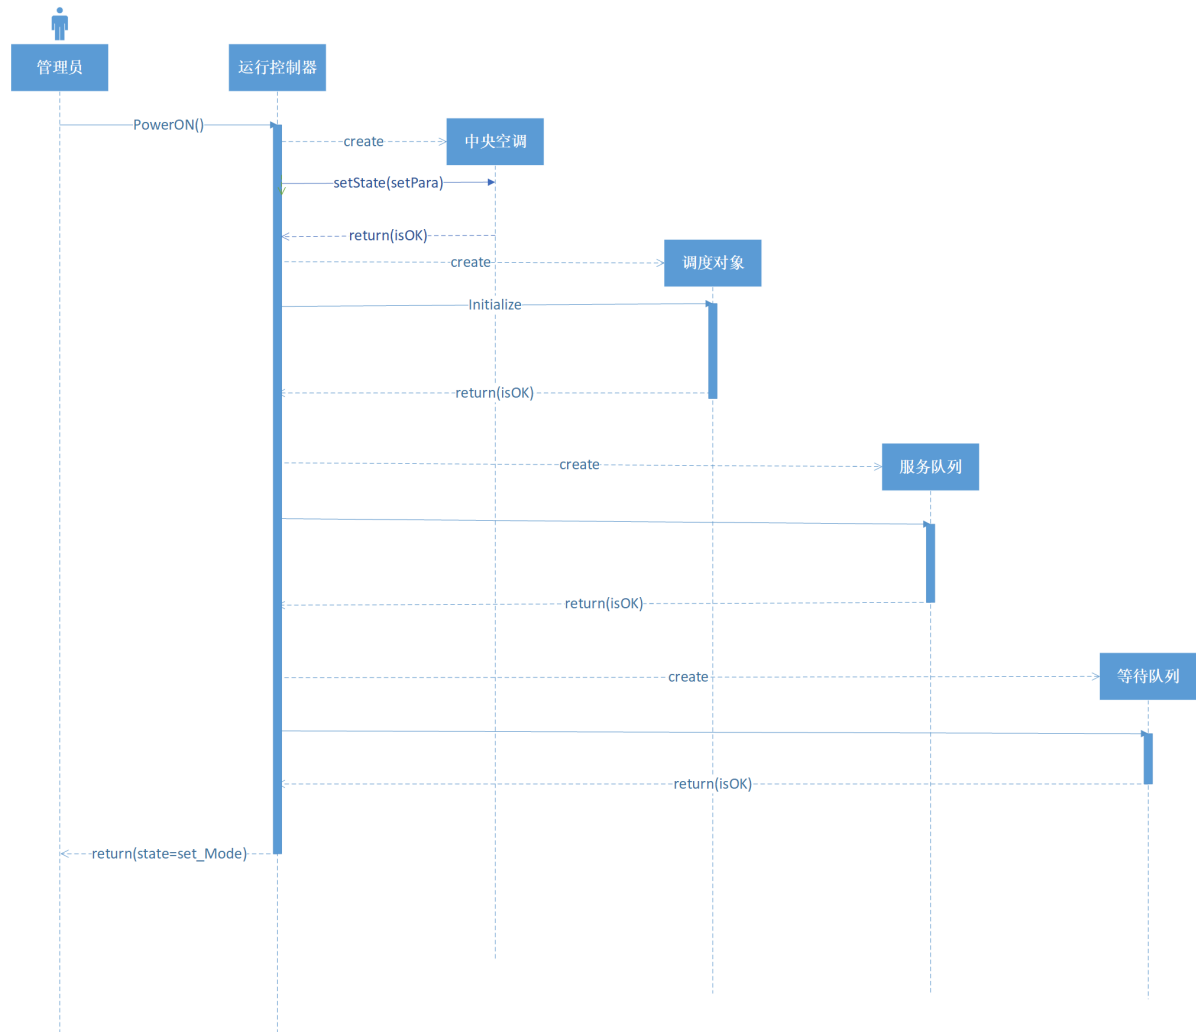 管理员
运行控制器
PowerON()
create
中央空调
setState(setPara)
return(isOK)
create
调度对象
Initialize
return(isOK)
create
服务队列
return(isOK)
create
等待队列
return(isOK)
return(state=set_Mode)